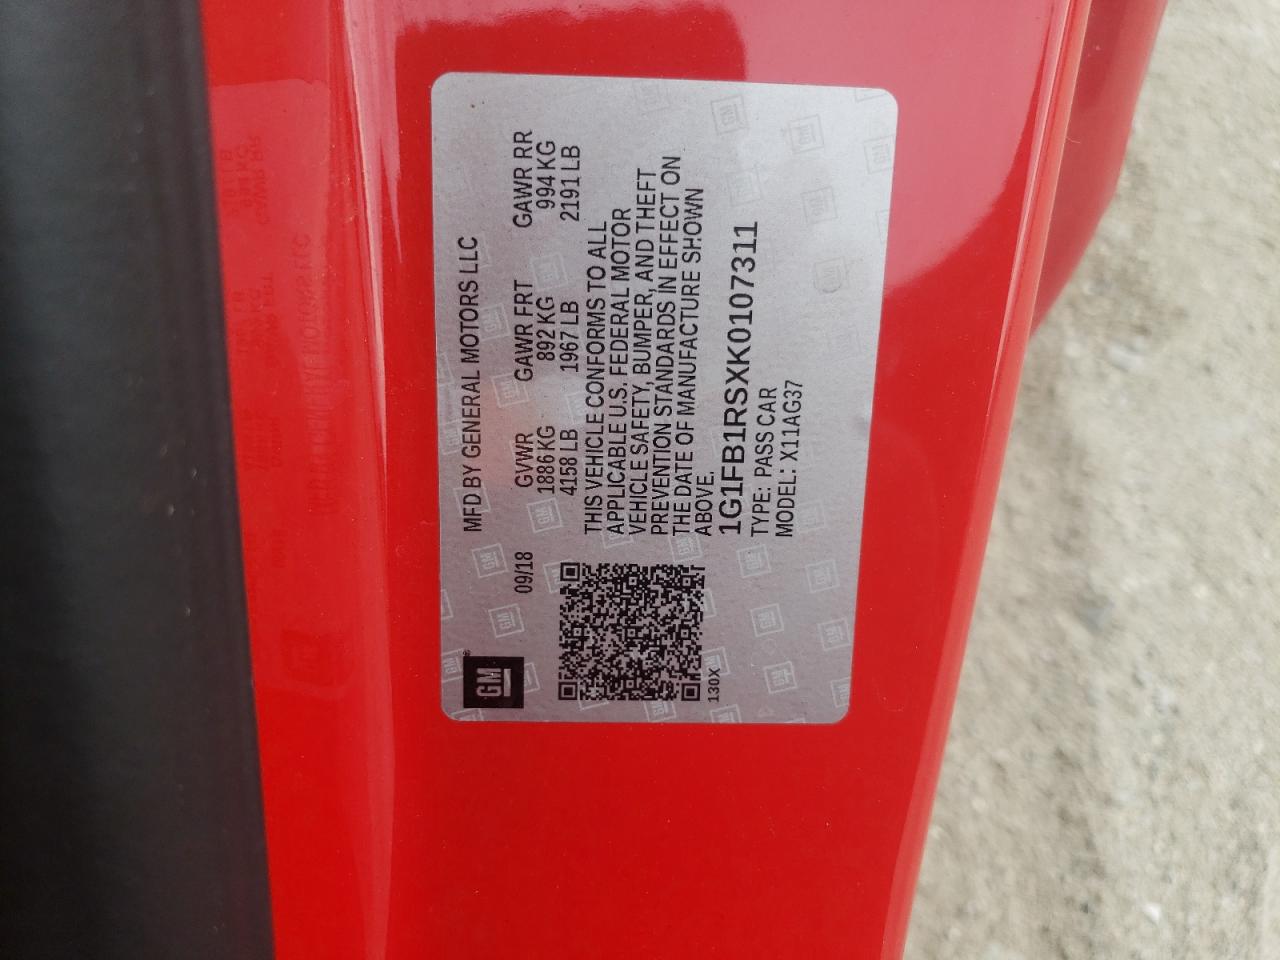 MFD BY GENERAL MOTORS LLC
09/18 GVWR GAWR FRT GAWR RR
1886 KG 892 KG 994 KG
4158 LB 1967 LB 2191 LB
THIS VEHICLE CONFORMS TO ALL
APPLICABLE U.S. FEDERAL MOTOR
VEHICLE SAFETY, BUMPER, AND THEFT
PREVENTION STANDARDS IN EFFECT ON
THE DATE OF MANUFACTURE SHOWN
ABOVE.
1G1FB1RSXK0107311
TYPE: PASS CAR
MODEL: X11AG37
GM®
130X